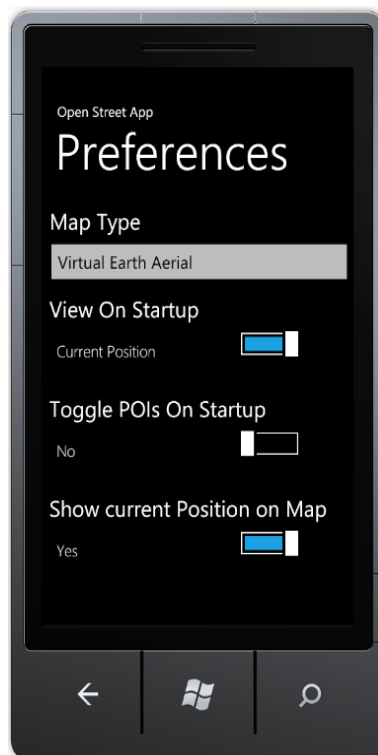 Open Street App
Preferences
Map Type
Virtual Earth Aerial
View On Startup
Current Position
Toggle POIs On Startup
No
Show current Position on Map
Yes